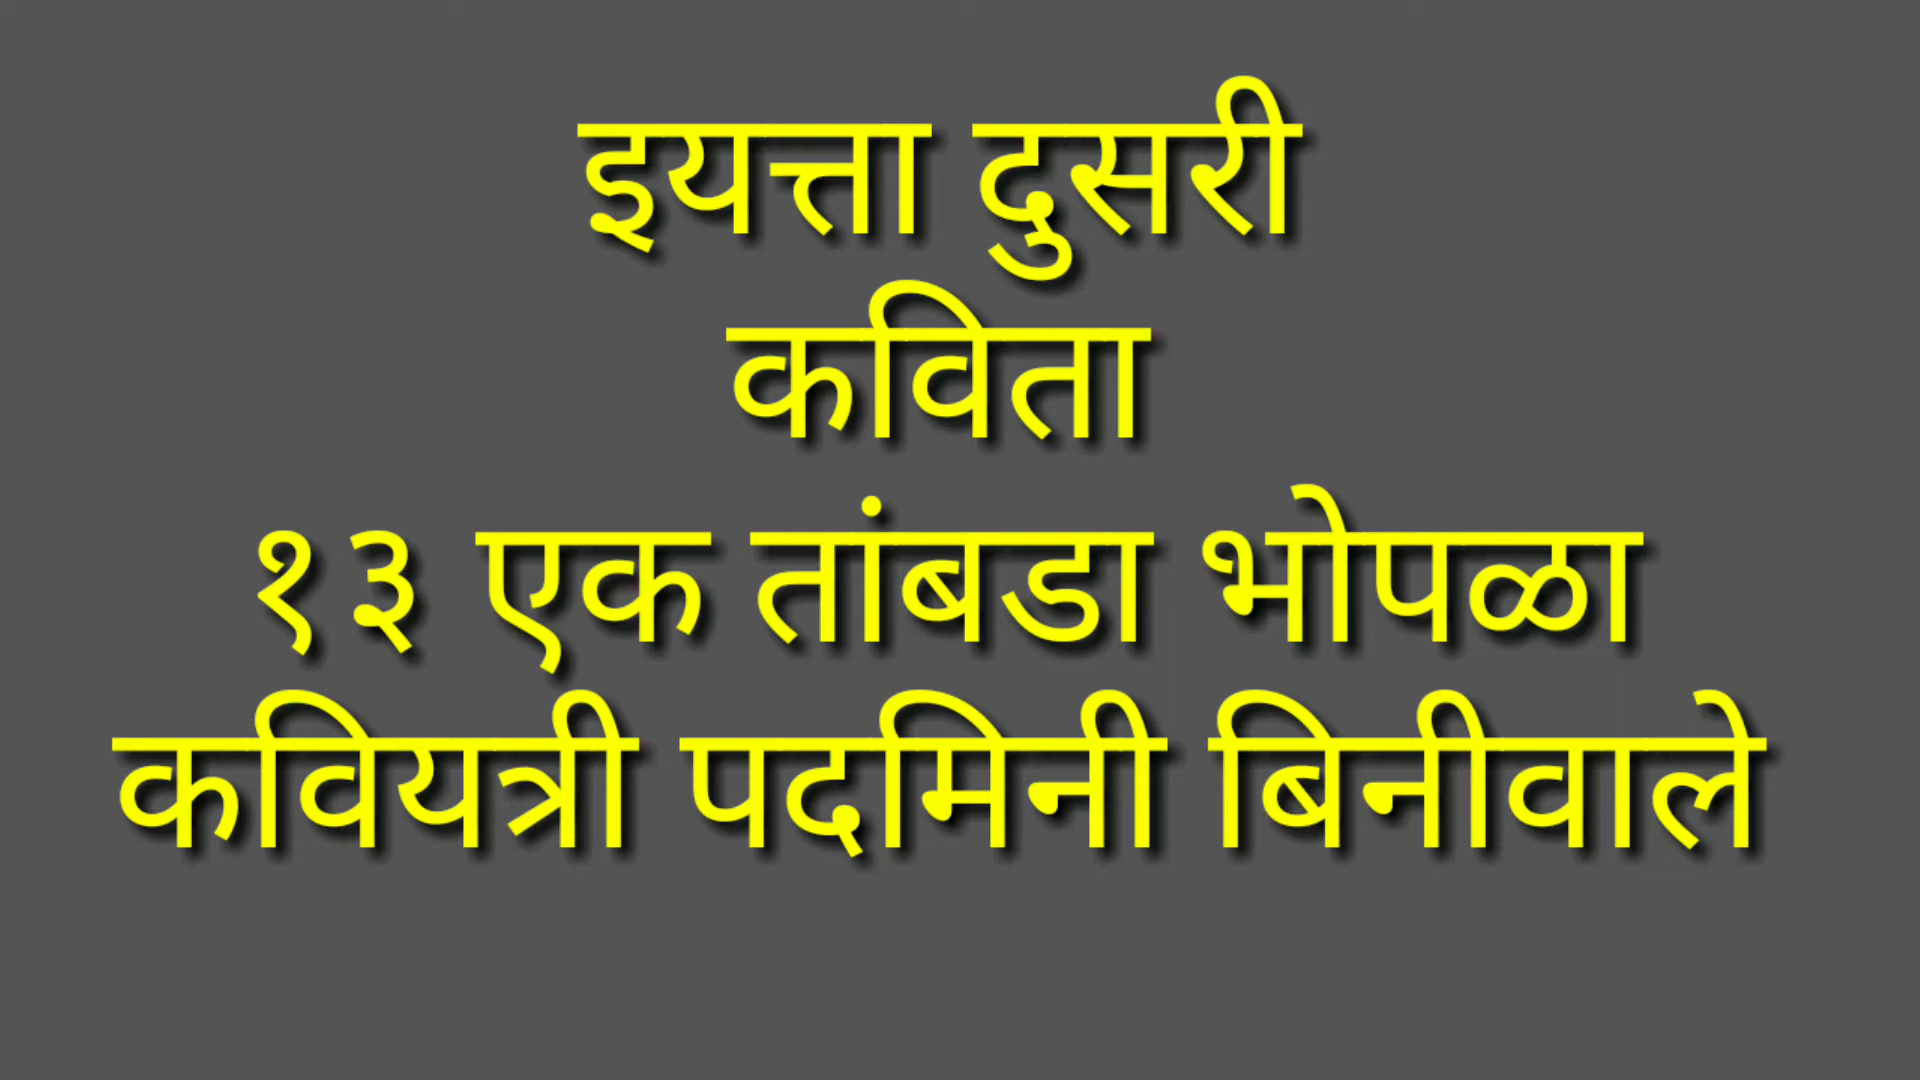 इयत्ता दुसरी
कविता
१३ एक तांबडा भोपळा
कवियत्री पदमिनी बिनीवाले